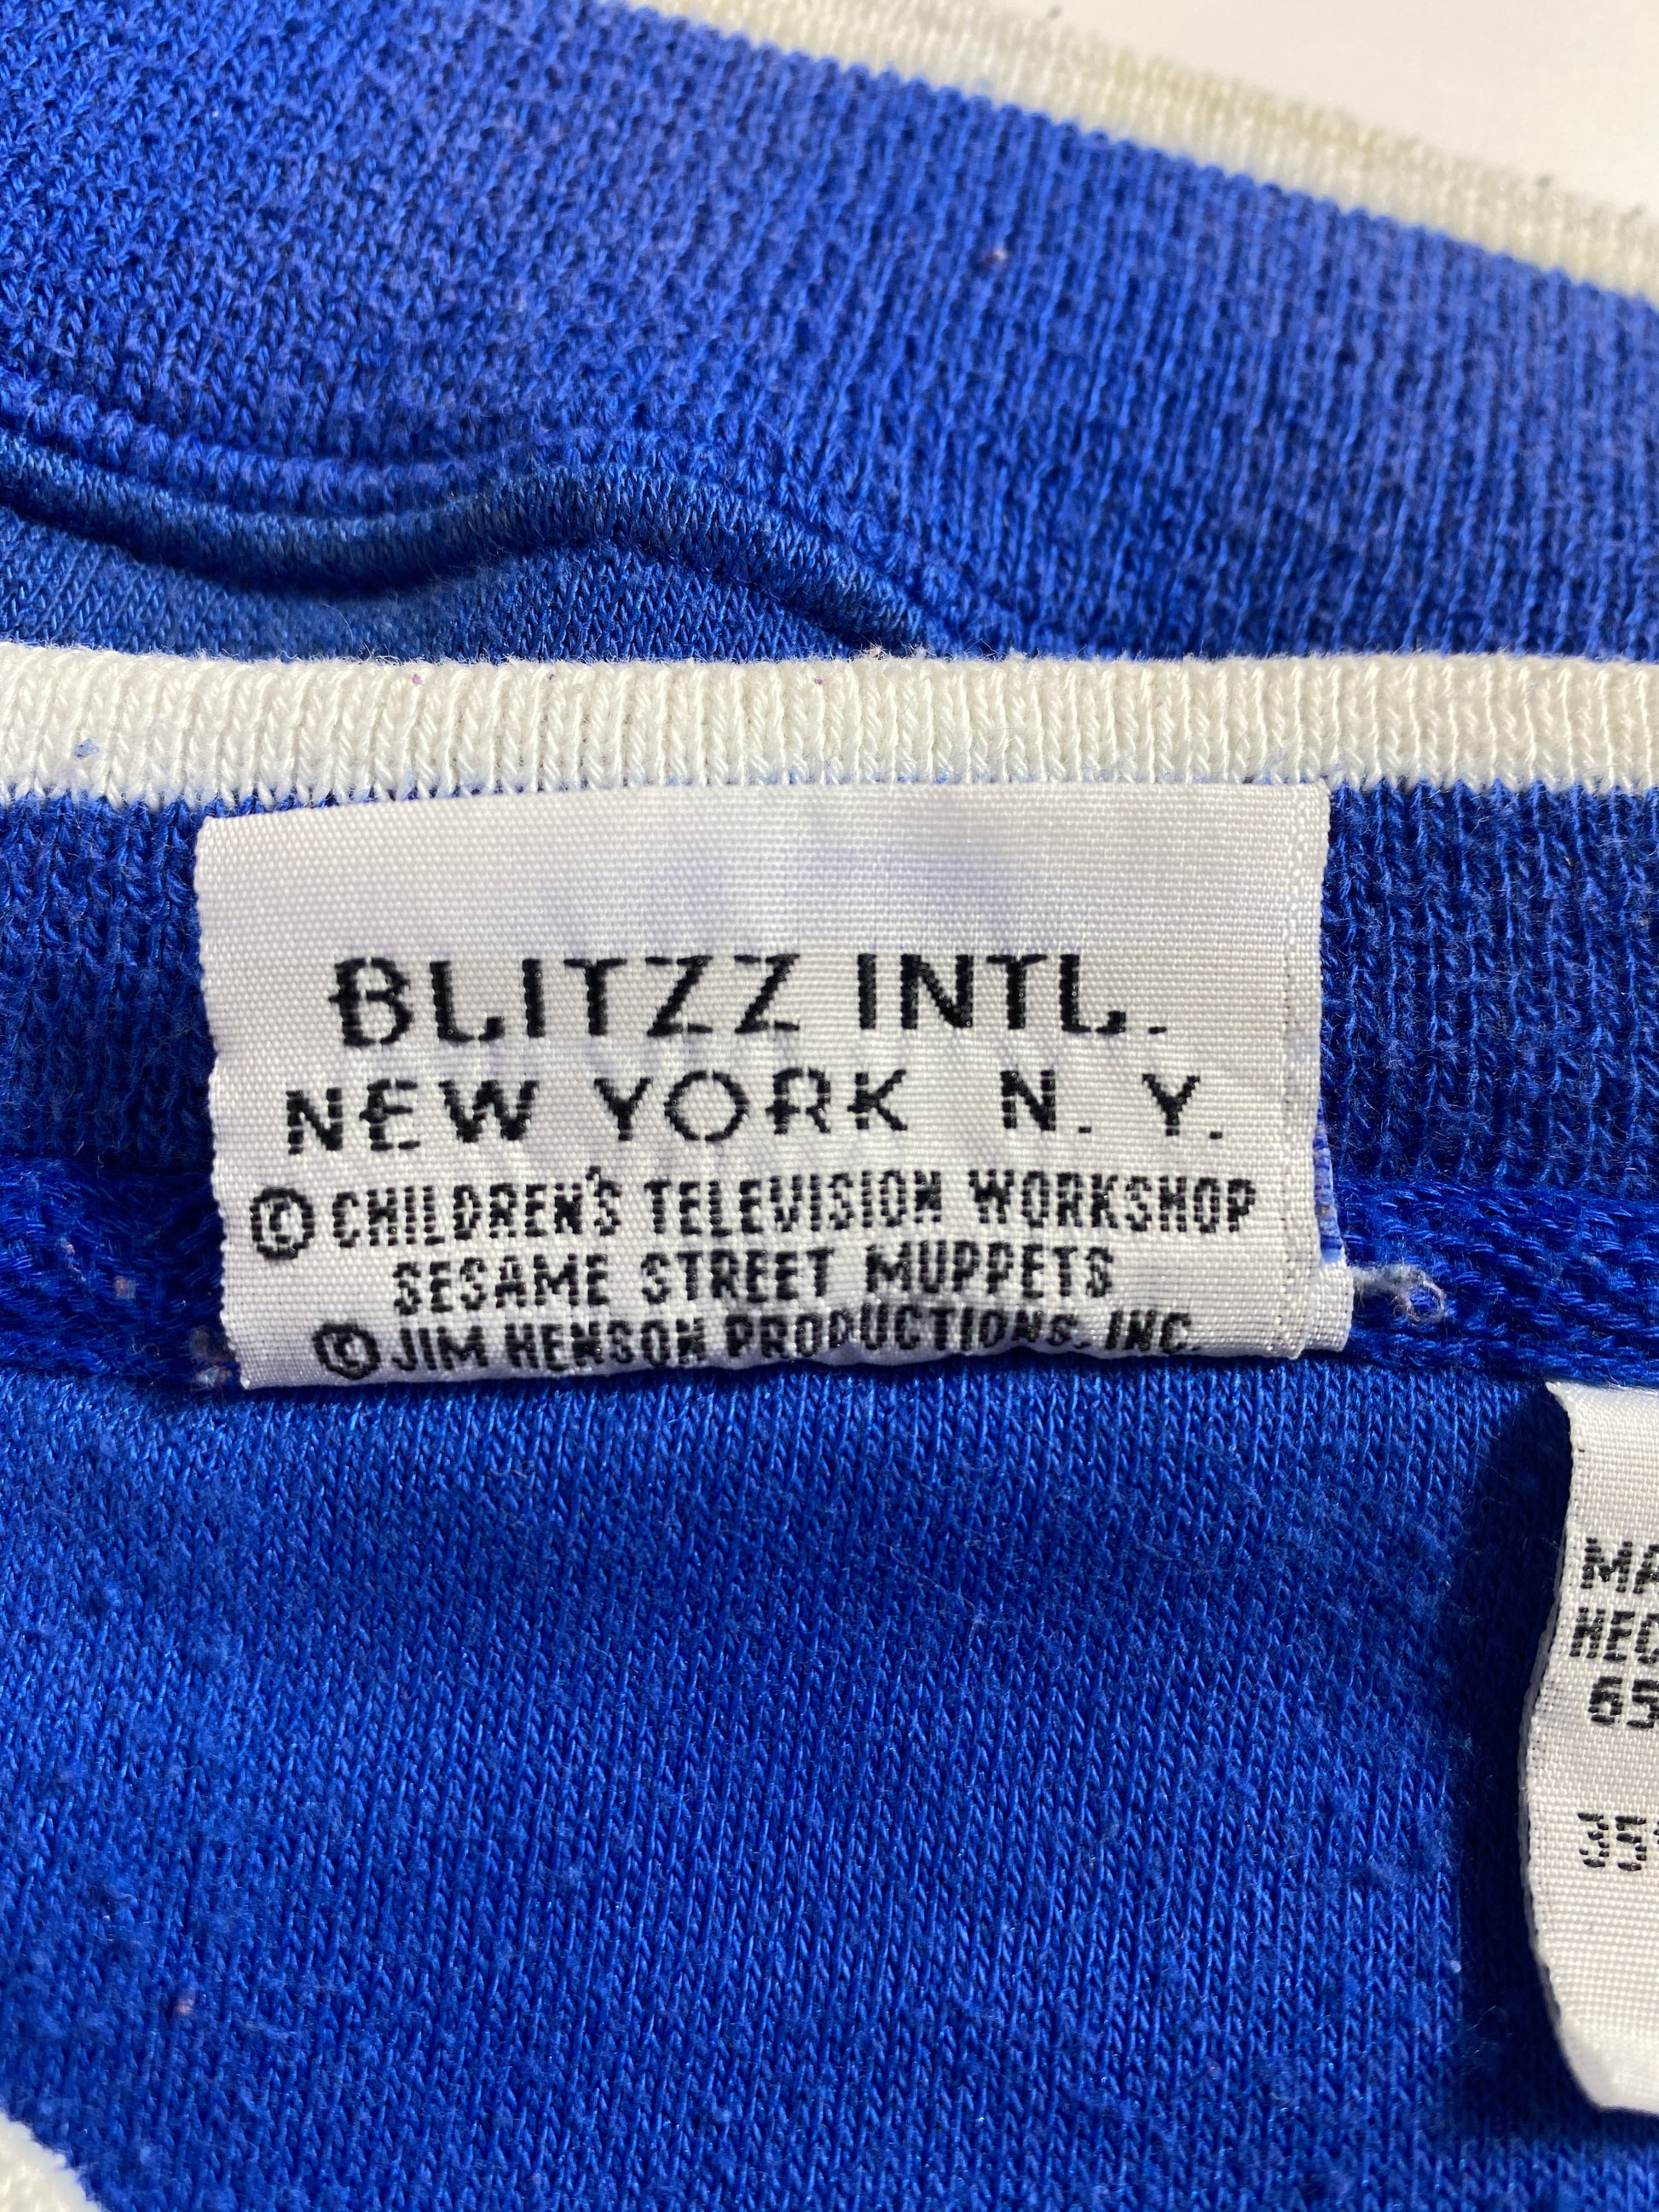 BLITZZ INTL.
NEW YORK N. Y.
© CHILDREN'S TELEVISION WORKSHOP
SESAME STREET MUPPETS
© JIM HENSON PRODUCTIONS, INC.